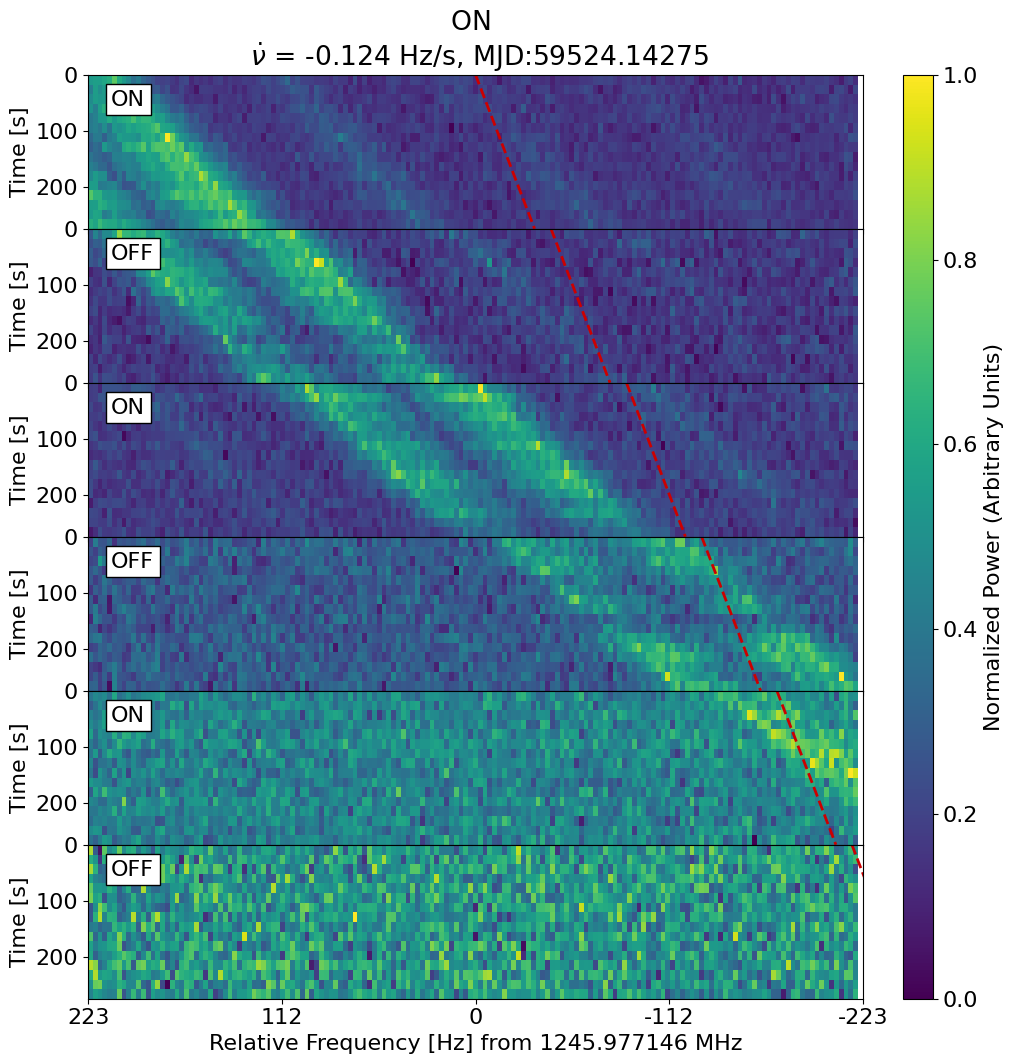 ON
ν̇ = -0.124 Hz/s, MJD:59524.14275
0
ON
100
Time [s]
200
0
OFF
100
Time [s]
200
0
ON
100
Time [s]
200
0
OFF
100
Time [s]
200
0
ON
100
Time [s]
200
0
OFF
100
Time [s]
200
223 112 0 -112 -223
Relative Frequency [Hz] from 1245.977146 MHz
1.0
0.8
0.6
0.4
0.2
0.0
Normalized Power (Arbitrary Units)